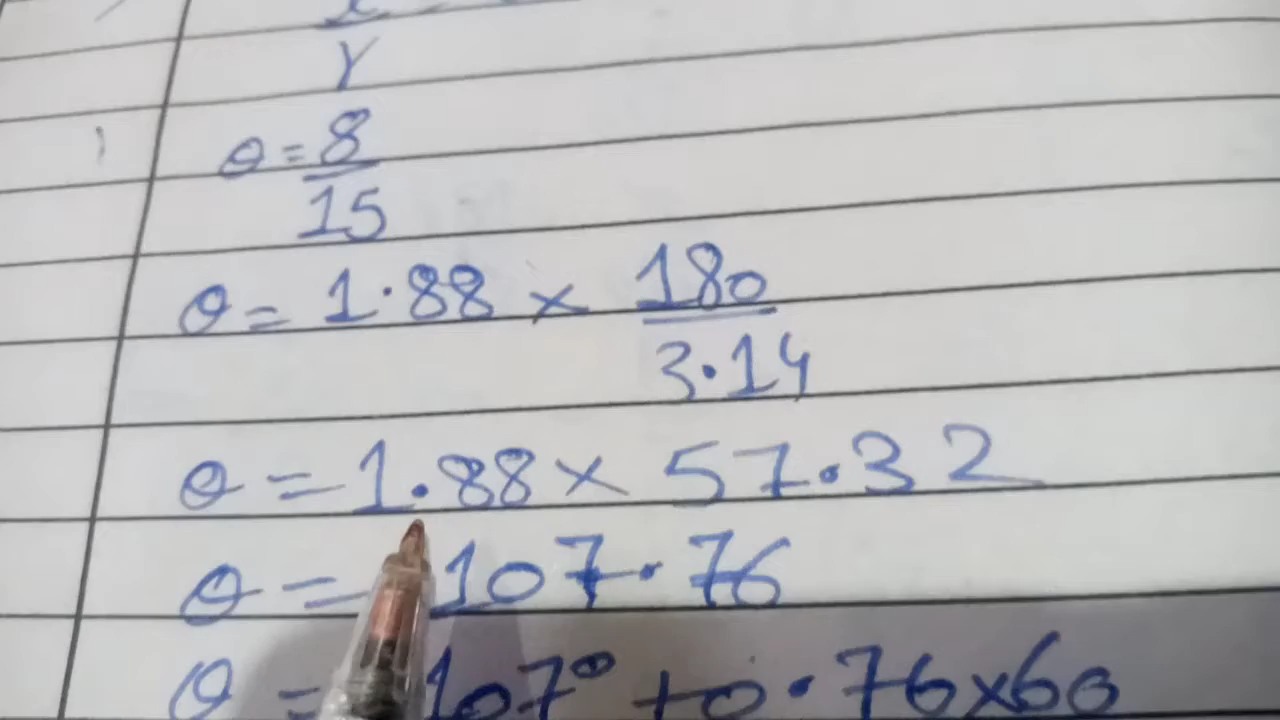 r
θ = 8/15
θ = 1.88 × 180/3.14
θ = 1.88 × 57.32
θ = 107.76
θ = 107° + 0.76×60